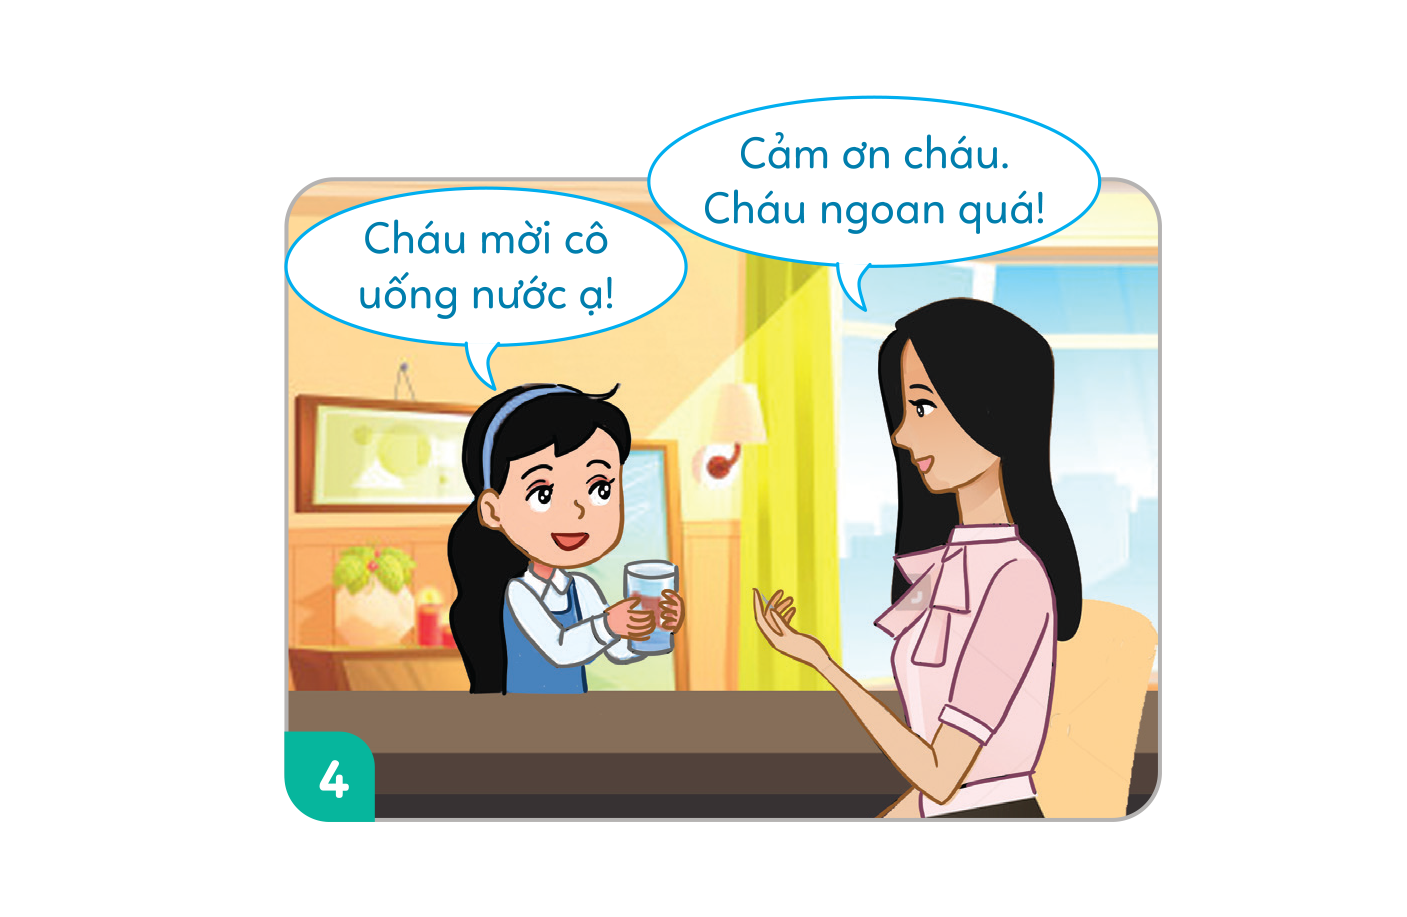 Cháu mời cô
uống nước ạ!
Cảm ơn cháu.
Cháu ngoan quá!
4